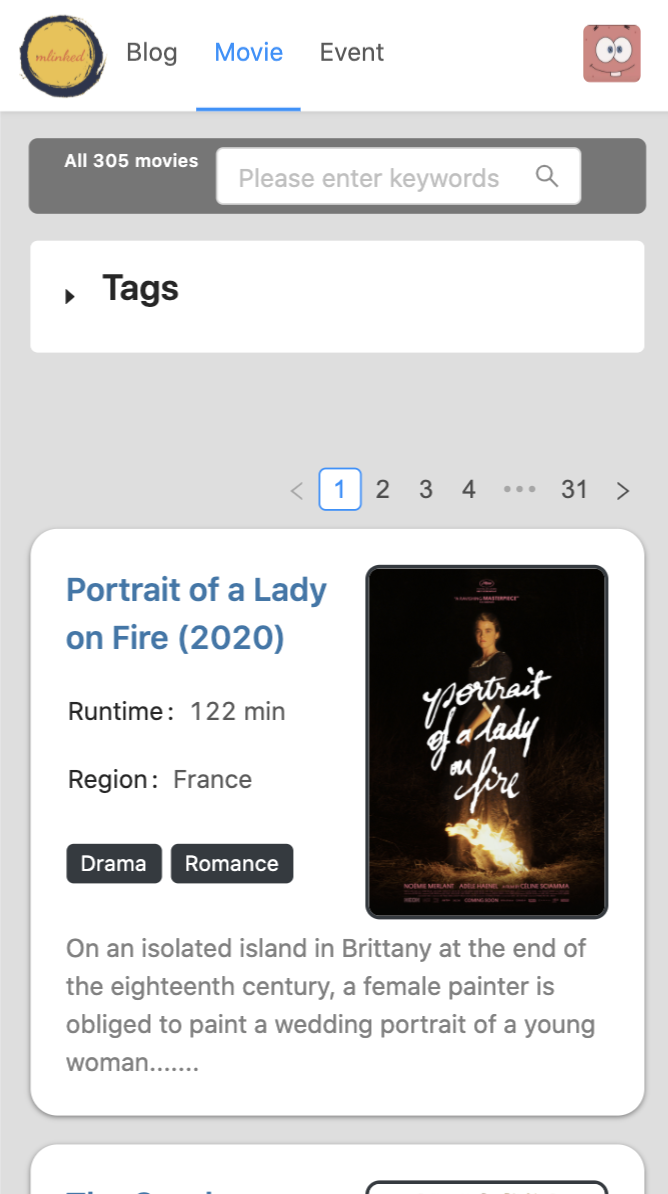 mlinked
Blog Movie Event
All 305 movies
Please enter keywords
Tags
1 2 3 4 ••• 31
Portrait of a Lady
on Fire (2020)
Runtime: 122 min
Region: France
Drama Romance
"A RAVISHING MASTERPIECE"
portrait
of a lady
on fire
NOÉMIE MERLANT ADÈLE HAENEL CÉLINE SCIAMMA
COMING SOON
On an isolated island in Brittany at the end of
the eighteenth century, a female painter is
obliged to paint a wedding portrait of a young
woman.......